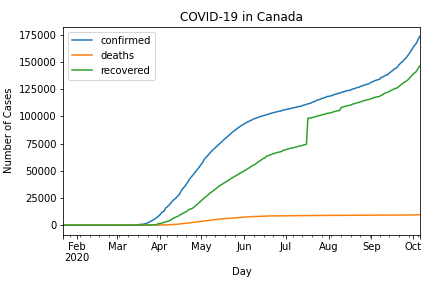 COVID-19 in Canada
175000
150000
125000
100000
75000
50000
25000
0
Number of Cases
confirmed
deaths
recovered
Feb Mar Apr May Jun Jul Aug Sep Oct
2020
Day